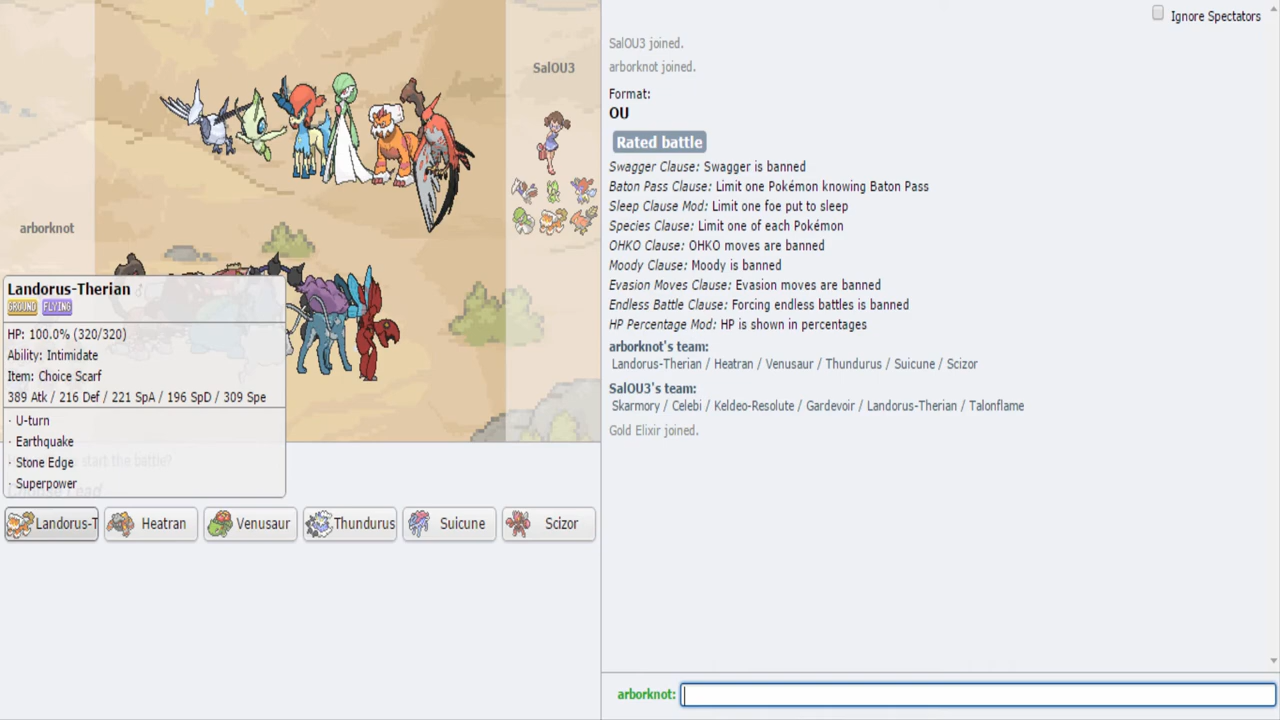 Ignore Spectators
SalOU3 joined.
arborknot joined.
Format:
OU
Rated battle
Swagger Clause: Swagger is banned
Baton Pass Clause: Limit one Pokémon knowing Baton Pass
Sleep Clause Mod: Limit one foe put to sleep
Species Clause: Limit one of each Pokémon
OHKO Clause: OHKO moves are banned
Moody Clause: Moody is banned
Evasion Moves Clause: Evasion moves are banned
Endless Battle Clause: Forcing endless battles is banned
HP Percentage Mod: HP is shown in percentages
arborknot's team:
Landorus-Therian / Heatran / Venusaur / Thundurus / Suicune / Scizor
SalOU3's team:
Skarmory / Celebi / Keldeo-Resolute / Gardevoir / Landorus-Therian / Talonflame
Gold Elixir joined.
SalOU3
arborknot
Landorus-Therian ♂
GROUND FLYING
HP: 100.0% (320/320)
Ability: Intimidate
Item: Choice Scarf
389 Atk / 216 Def / 221 SpA / 196 SpD / 309 Spe
· U-turn
· Earthquake
· Stone Edge
· Superpower
start the battle?
Lead
Landorus-T
Heatran
Venusaur
Thundurus
Suicune
Scizor
arborknot: